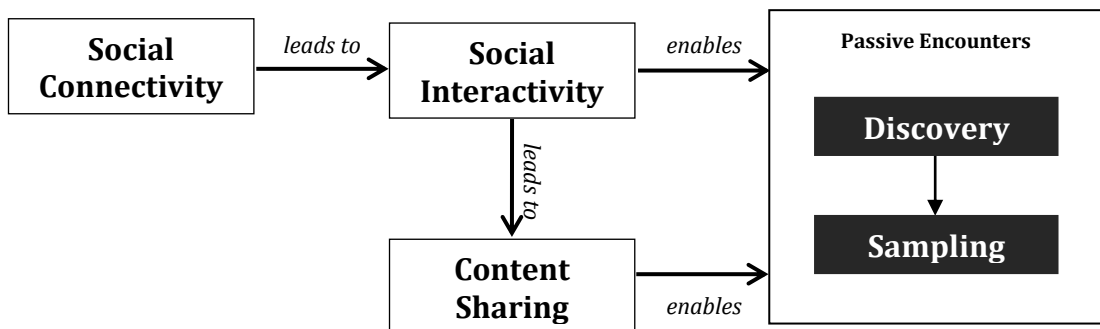 Social
Connectivity
leads to
Social
Interactivity
enables
Passive Encounters
Discovery
Sampling
leads to
Content
Sharing
enables